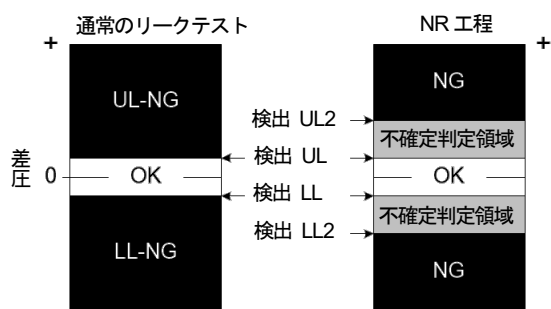 通常のリークテスト
NR 工程
+
+
UL-NG
NG
検出 UL2
不確定判定領域
検出 UL
差圧
0
OK
OK
検出 LL
不確定判定領域
検出 LL2
LL-NG
NG